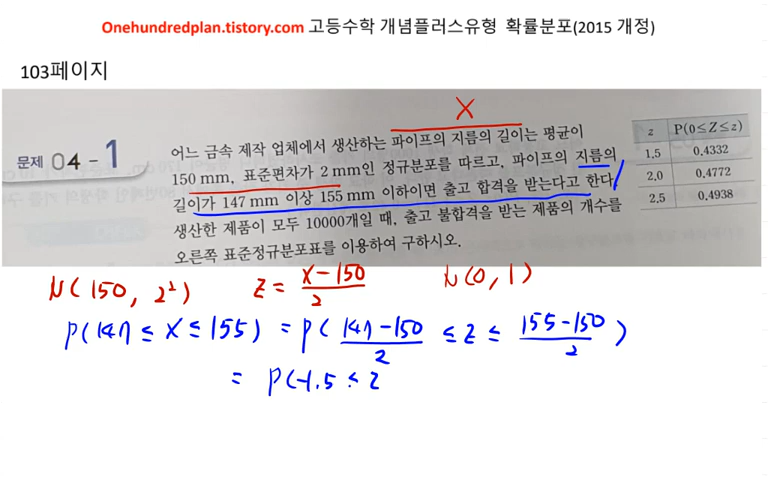 Onehundredplan.tistory.com 고등수학 개념플러스유형 확률분포(2015 개정)
103페이지
X
문제 04-1
어느 금속 제작 업체에서 생산하는 파이프의 지름의 길이는 평균이
150 mm, 표준편차가 2 mm인 정규분포를 따르고, 파이프의 지름의
길이가 147 mm 이상 155 mm 이하이면 출고 합격을 받는다고 한다.
생산한 제품이 모두 10000개일 때, 출고 불합격을 받는 제품의 개수를
오른쪽 표준정규분포표를 이용하여 구하시오.
z P(0≤Z≤z)
1.5 0.4332
2.0 0.4772
2.5 0.4938
N(150, 2²) Z = (X-150)/2 N(0, 1)
P(147 ≤ X ≤ 155) = P( (147-150)/2 ≤ Z ≤ (155-150)/2 )
= P(-1.5 ≤ Z